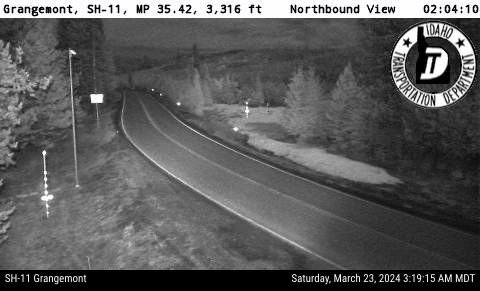 Grangemont, SH-11, MP 35.42, 3,316 ft Northbound View 02:04:10
IDAHO
TRANSPORTATION DEPARTMENT
SH-11 Grangemont Saturday, March 23, 2024 3:19:15 AM MDT